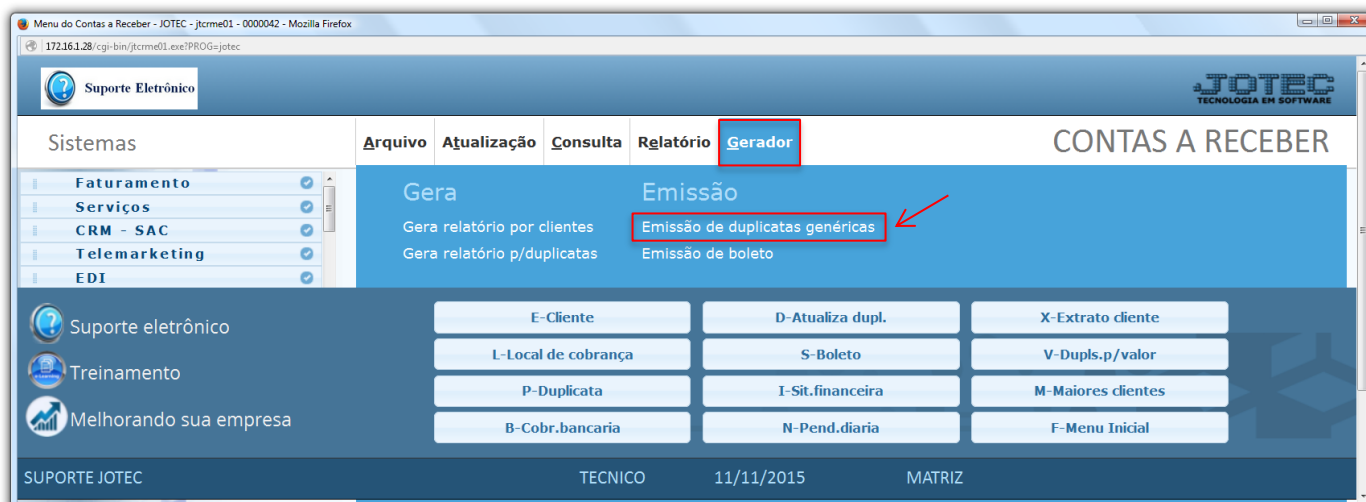 Menu do Contas a Receber - JOTEC - jtcrme01 - 0000042 - Mozilla Firefox
172.16.1.28/cgi-bin/jtcrme01.exe?PROG=jotec
Suporte Eletrônico
JOTEC
TECNOLOGIA EM SOFTWARE
Sistemas
Arquivo Atualização Consulta Relatório Gerador
CONTAS A RECEBER
Faturamento
Serviços
CRM - SAC
Telemarketing
EDI
Gera Emissão
Gera relatório por clientes Emissão de duplicatas genéricas
Gera relatório p/duplicatas Emissão de boleto
Suporte eletrônico
Treinamento
Melhorando sua empresa
E-Cliente D-Atualiza dupl. X-Extrato cliente
L-Local de cobrança S-Boleto V-Dupls.p/valor
P-Duplicata I-Sit.financeira M-Maiores clientes
B-Cobr.bancaria N-Pend.diaria F-Menu Inicial
SUPORTE JOTEC TECNICO 11/11/2015 MATRIZ